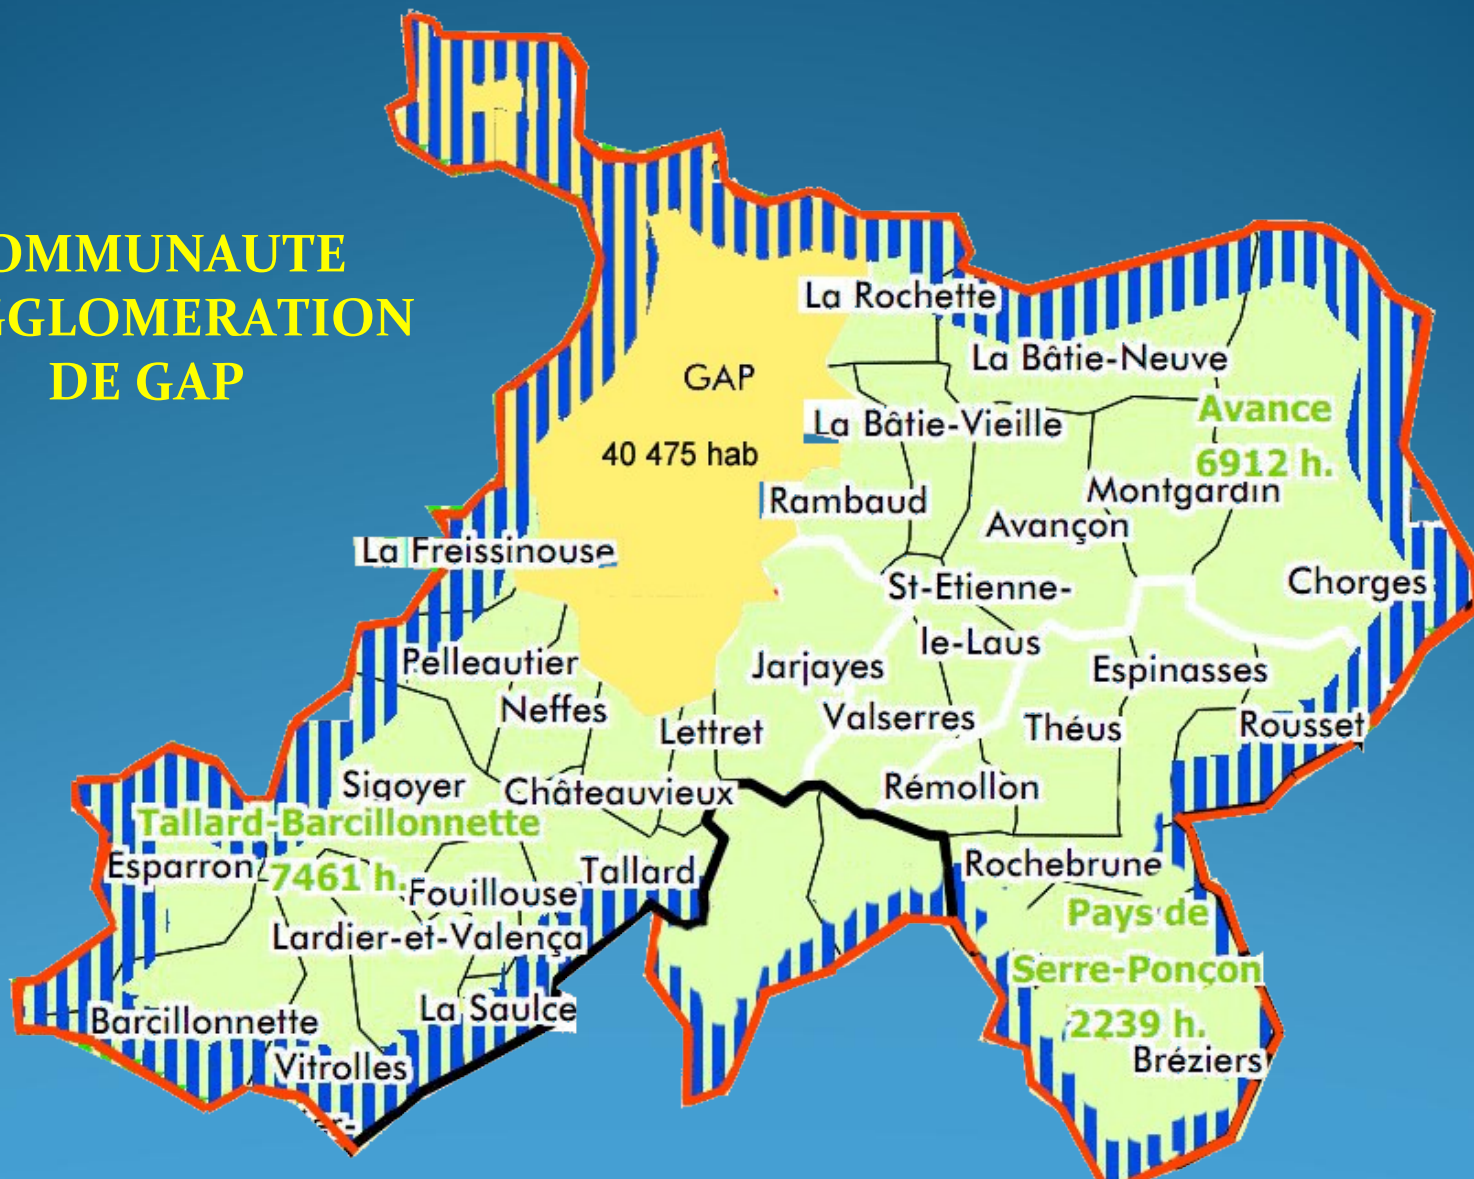 OMMUNAUTE
GGLOMERATION
DE GAP
La Rochette
La Bâtie-Neuve
GAP
Avance
La Bâtie-Vieille
40 475 hab
6912 h.
Montgardin
Rambaud
Avançon
La Freissinouse
St-Etienne-
le-Laus
Chorges
Pelleautier
Jarjayes
Espinasses
Neffes
Lettret
Valserres
Théus
Rousset
Sigoyer
Châteauvieux
Rémollon
Tallard-Barcillonnette
Esparron
7461 h.
Fouillouse
Tallard
Rochebrune
Pays de
Serre-Ponçon
2239 h.
Lardier-et-Valença
La Saulce
Barcillonnette
Vitrolles
Bréziers